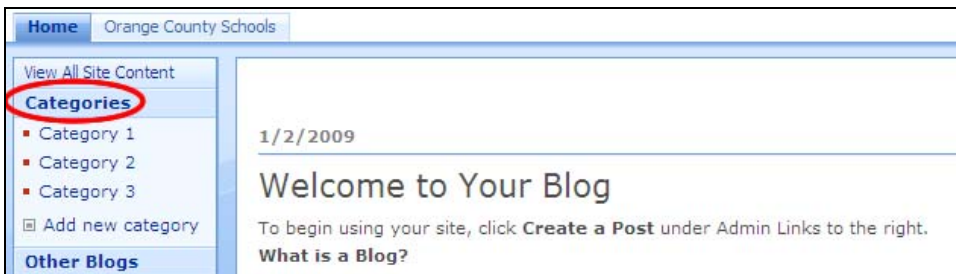 Home Orange County Schools
View All Site Content
Categories
Category 1
Category 2
Category 3
Add new category
Other Blogs
1/2/2009
Welcome to Your Blog
To begin using your site, click Create a Post under Admin Links to the right.
What is a Blog?